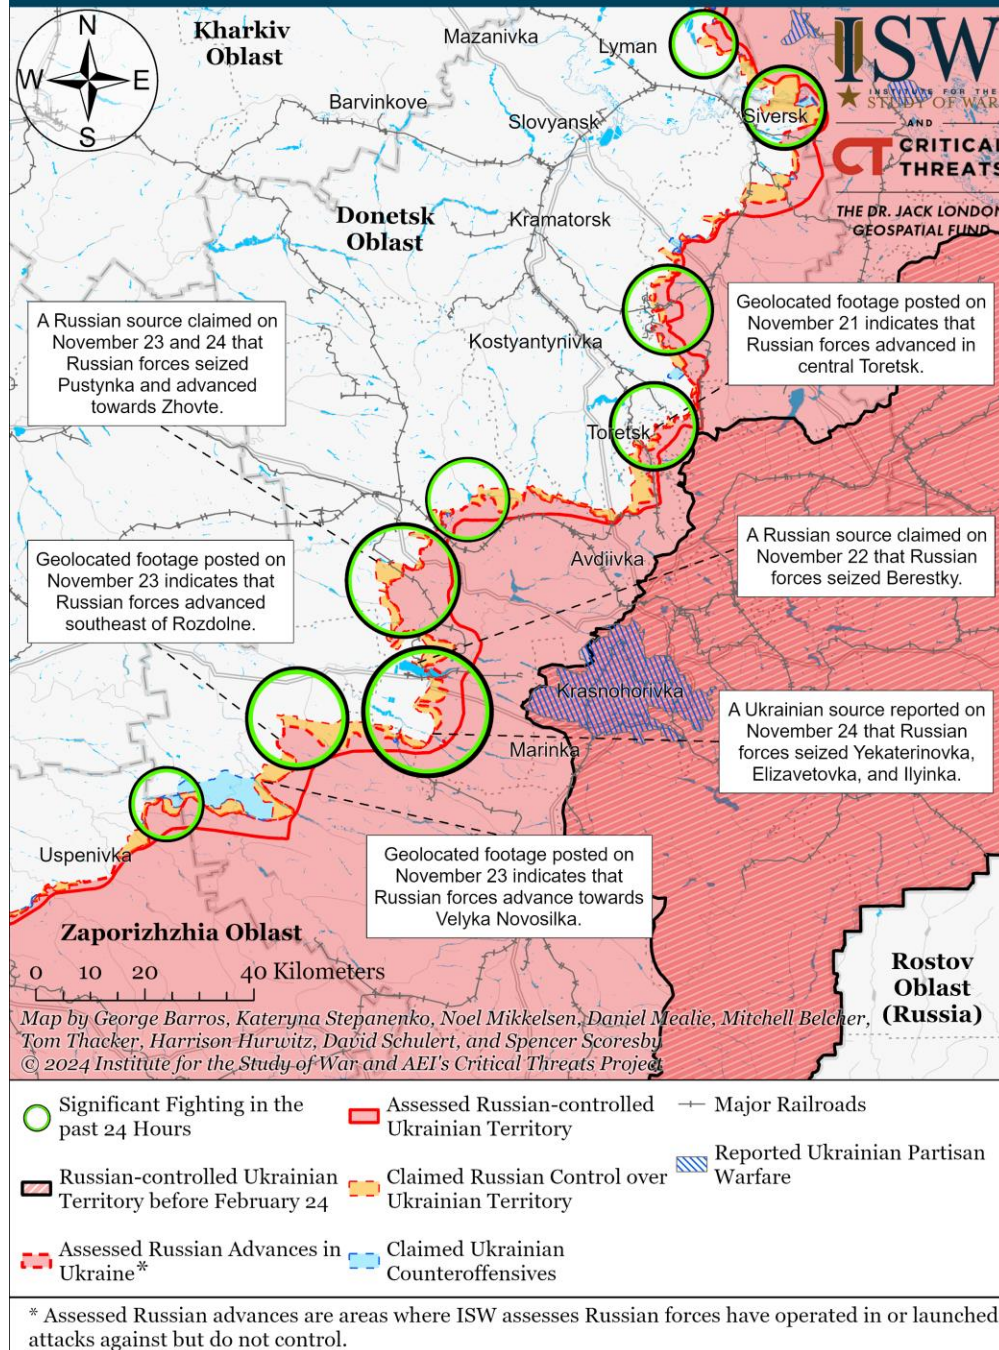 N
W
E
S
Kharkiv
Oblast
Mazanivka
Lyman
Barvinkove
Slovyansk
Siversk
ISW
INSTITUTE FOR THE
STUDY OF WAR
AND
CT CRITICAL
THREATS
THE DR. JACK LONDON
GEOSPATIAL FUND
Donetsk
Oblast
Kramatorsk
A Russian source claimed on
November 23 and 24 that
Russian forces seized
Pustynka and advanced
towards Zhovte.
Kostyantynivka
Geolocated footage posted on
November 21 indicates that
Russian forces advanced in
central Toretsk.
Toretsk
Avdiivka
A Russian source claimed on
November 22 that Russian
forces seized Berestky.
Geolocated footage posted on
November 23 indicates that
Russian forces advanced
southeast of Rozdolne.
Krasnohorivka
Marinka
A Ukrainian source reported on
November 24 that Russian
forces seized Yekaterinovka,
Elizavetovka, and Ilyinka.
Uspenivka
Geolocated footage posted on
November 23 indicates that
Russian forces advance towards
Velyka Novosilka.
Zaporizhzhia Oblast
Rostov
Oblast
(Russia)
0 10 20 40 Kilometers
Map by George Barros, Kateryna Stepanenko, Noel Mikkelsen, Daniel Mealie, Mitchell Belcher,
Tom Thacker, Harrison Hurwitz, David Schulert, and Spencer Scoresby
© 2024 Institute for the Study of War and AEI's Critical Threats Project
Significant Fighting in the
past 24 Hours
Russian-controlled Ukrainian
Territory before February 24
Assessed Russian Advances in
Ukraine*
Assessed Russian-controlled
Ukrainian Territory
Claimed Russian Control over
Ukrainian Territory
Claimed Ukrainian
Counteroffensives
Major Railroads
Reported Ukrainian Partisan
Warfare
* Assessed Russian advances are areas where ISW assesses Russian forces have operated in or launched
attacks against but do not control.